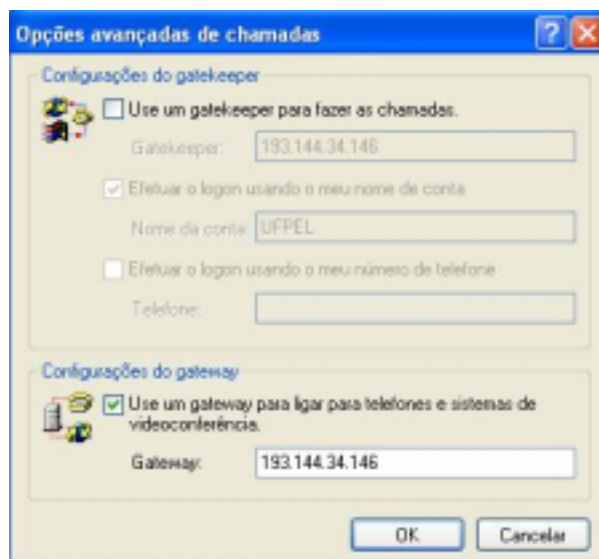 Opções avançadas de chamadas
Configurações do gatekeeper
Use um gatekeeper para fazer as chamadas.
Gatekeeper: 193.144.34.146
Efetuar o logon usando o meu nome de conta
Nome da conta: UFPEL
Efetuar o logon usando o meu número de telefone
Telefone:
Configurações do gateway
Use um gateway para ligar para telefones e sistemas de
videoconferência.
Gateway: 193.144.34.146
OK Cancelar